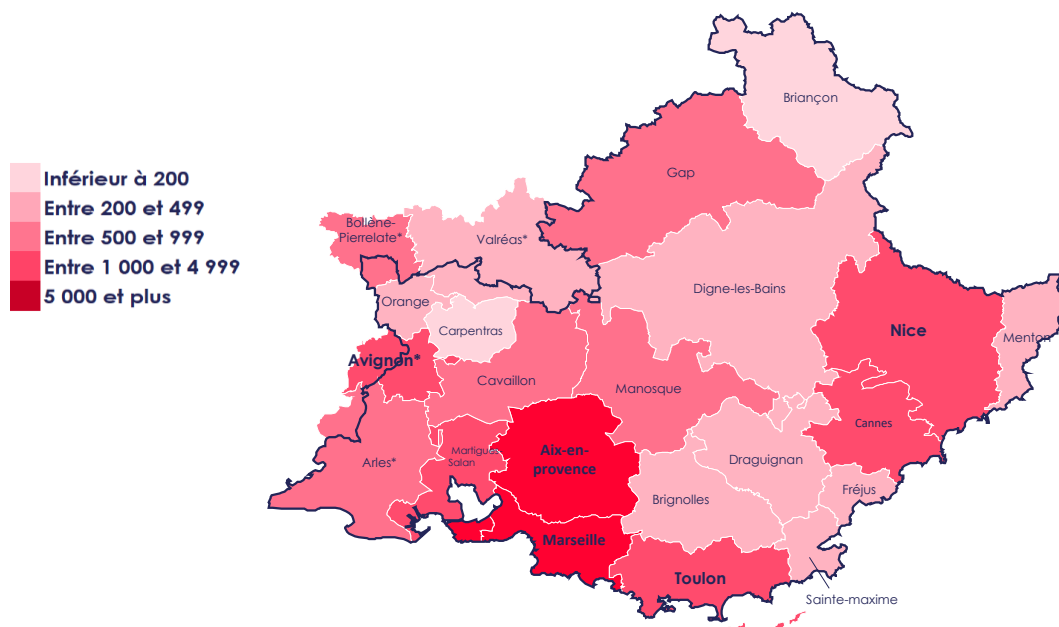 Inférieur à 200
Entre 200 et 499
Entre 500 et 999
Entre 1 000 et 4 999
5 000 et plus
Briançon
Gap
Bollène-
Pierrelate*
Valréas*
Digne-les-Bains
Orange
Carpentras
Nice
Menton
Avignon*
Cavaillon
Manosque
Cannes
Martigues
Salan
Aix-en-
provence
Arles*
Draguignan
Brignolles
Fréjus
Marseille
Toulon
Sainte-maxime